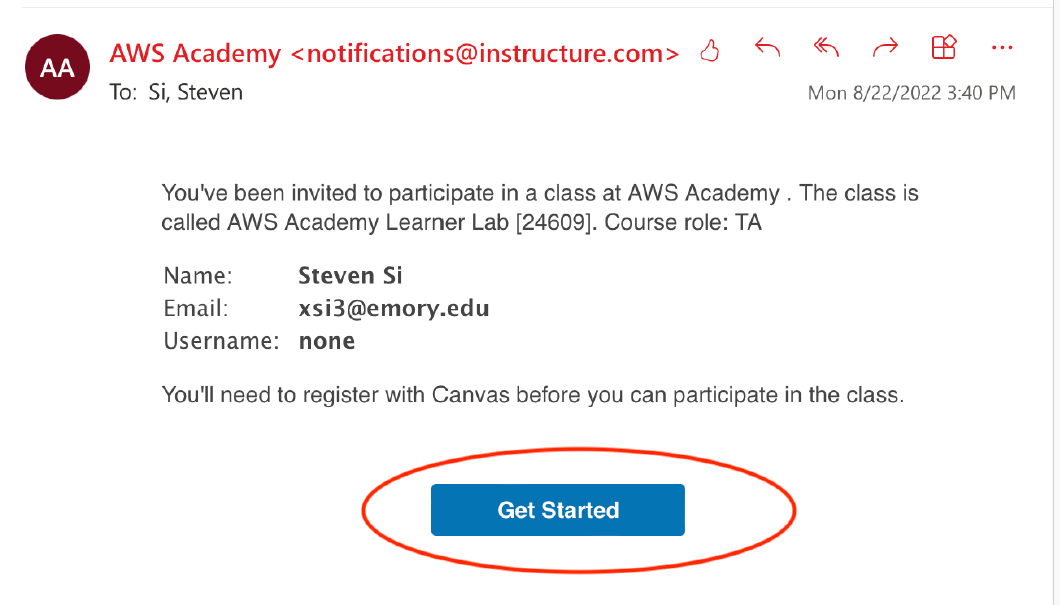 AA
AWS Academy <notifications@instructure.com>
To: Si, Steven
Mon 8/22/2022 3:40 PM
You've been invited to participate in a class at AWS Academy . The class is
called AWS Academy Learner Lab [24609]. Course role: TA
Name: Steven Si
Email: xsi3@emory.edu
Username: none
You'll need to register with Canvas before you can participate in the class.
Get Started